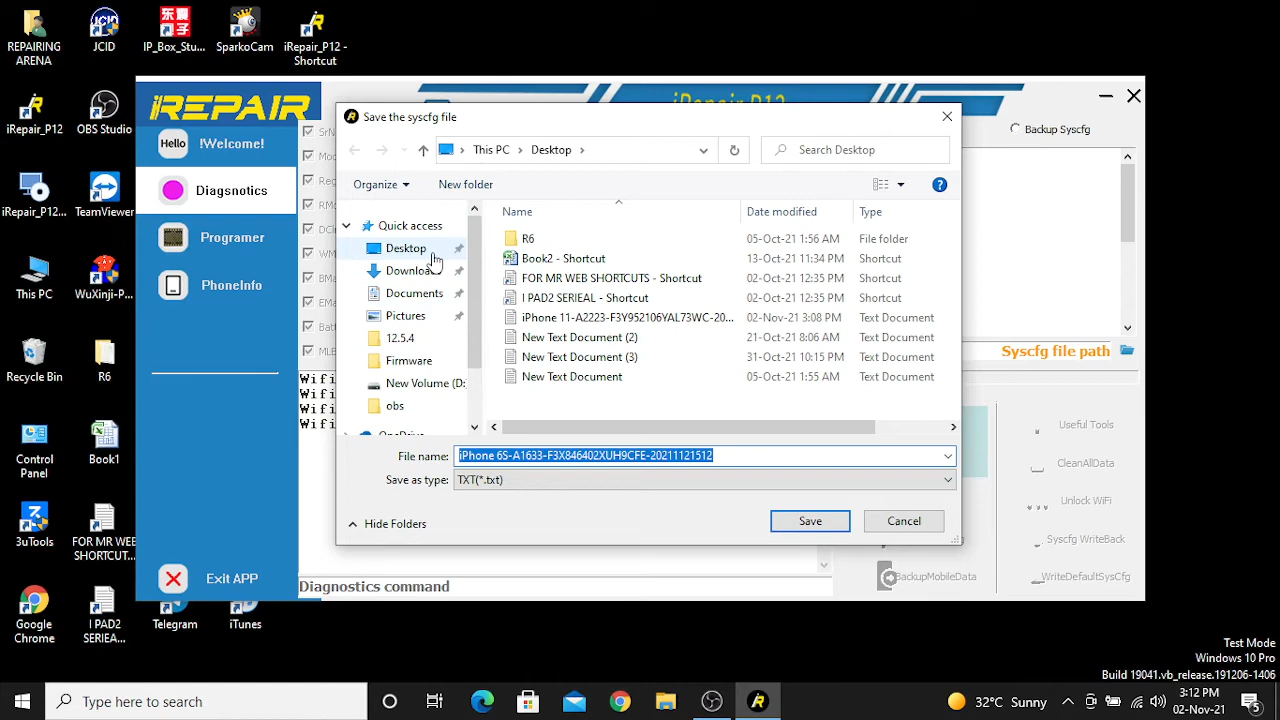 REPAIRING
ARENA
JCID
IP_Box_Stu...
SparkoCam
iRepair_P12 -
Shortcut
iRepair_P12
OBS Studio
iRepair_P12...
TeamViewer
This PC
WuXinji-P...
Recycle Bin
R6
Control
Panel
Book1
3uTools
FOR MR WEB
SHORTCUT...
Google
Chrome
I PAD2
SERIEA...
Telegram
iTunes
iREPAIR
Hello
!Welcome!
Diagsnotics
Programer
PhoneInfo
Exit APP
iRepair P12
Backup Syscfg
Syscfg file path
Wifi
Wifi
Wifi
Wifi
Diagnostics command
Useful Tools
CleanAllData
Unlock WiFi
Syscfg WriteBack
BackupMobileData
WriteDefaultSysCfg
Save the syscfg file
This PC
Desktop
Search Desktop
Organize
New folder
Quick access
Desktop
Downloa
Documents
Pictures
12.5.4
Firmware
New Volume (D:
obs
Name
Date modified
Type
R6
05-Oct-21 1:56 AM
File folder
Book2 - Shortcut
13-Oct-21 11:34 PM
Shortcut
FOR MR WEB SHORTCUTS - Shortcut
02-Oct-21 12:35 PM
Shortcut
I PAD2 SERIEAL - Shortcut
02-Oct-21 12:35 PM
Shortcut
iPhone 11-A2223-F3Y952106YAL73WC-20...
02-Nov-21 3:08 PM
Text Document
New Text Document (2)
21-Oct-21 8:06 AM
Text Document
New Text Document (3)
31-Oct-21 10:15 PM
Text Document
New Text Document
05-Oct-21 1:55 AM
Text Document
File name:
iPhone 6S-A1633-F3X846402XUH9CFE-20211121512
Save as type:
TXT(*.txt)
Hide Folders
Save
Cancel
Test Mode
Windows 10 Pro
Build 19041.vb_release.191206-1406
Type here to search
32°C Sunny
3:12 PM
02-Nov-21
5